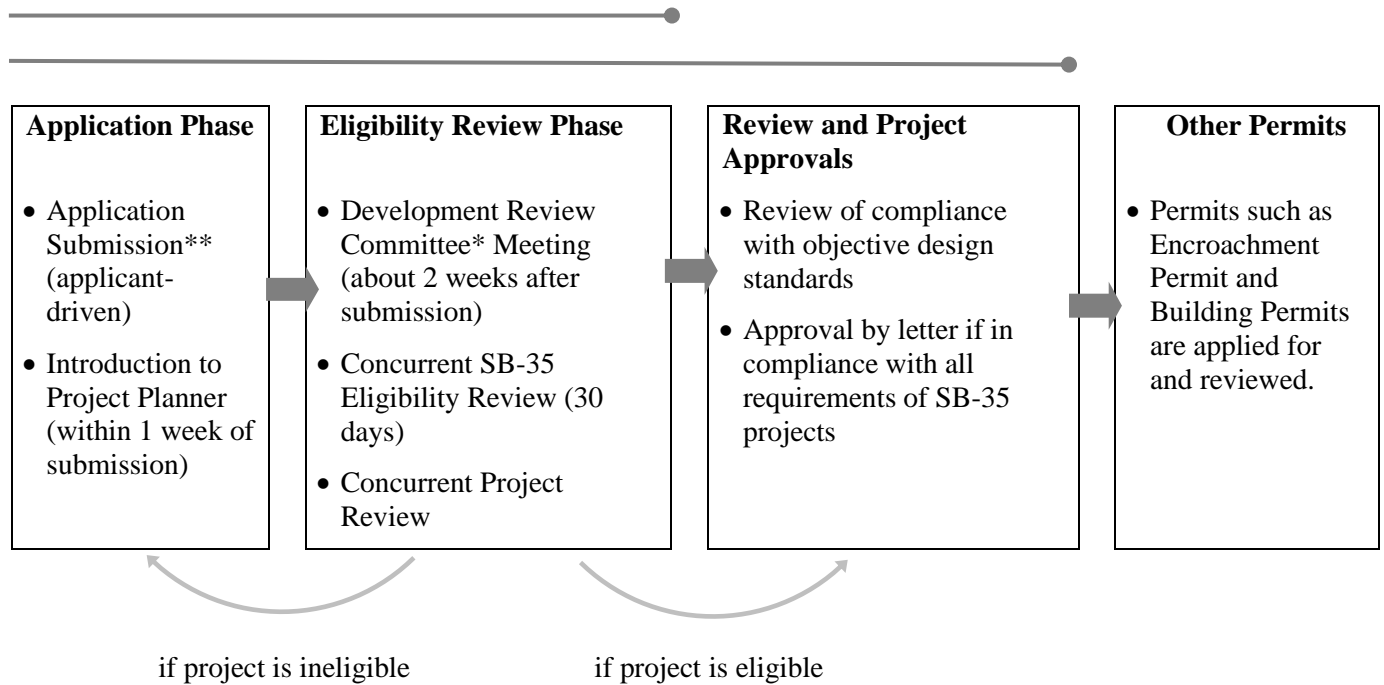 Application Phase
• Application
Submission** 
(applicant-
driven)
• Introduction to
Project Planner
(within 1 week of
submission)
Eligibility Review Phase
• Development Review
Committee* Meeting
(about 2 weeks after
submission)
• Concurrent SB-35
Eligibility Review (30
days)
• Concurrent Project
Review
Review and Project
Approvals
• Review of compliance
with objective design
standards
• Approval by letter if in
compliance with all
requirements of SB-35
projects
Other Permits
• Permits such as
Encroachment
Permit and
Building Permits
are applied for
and reviewed.
if project is ineligible
if project is eligible